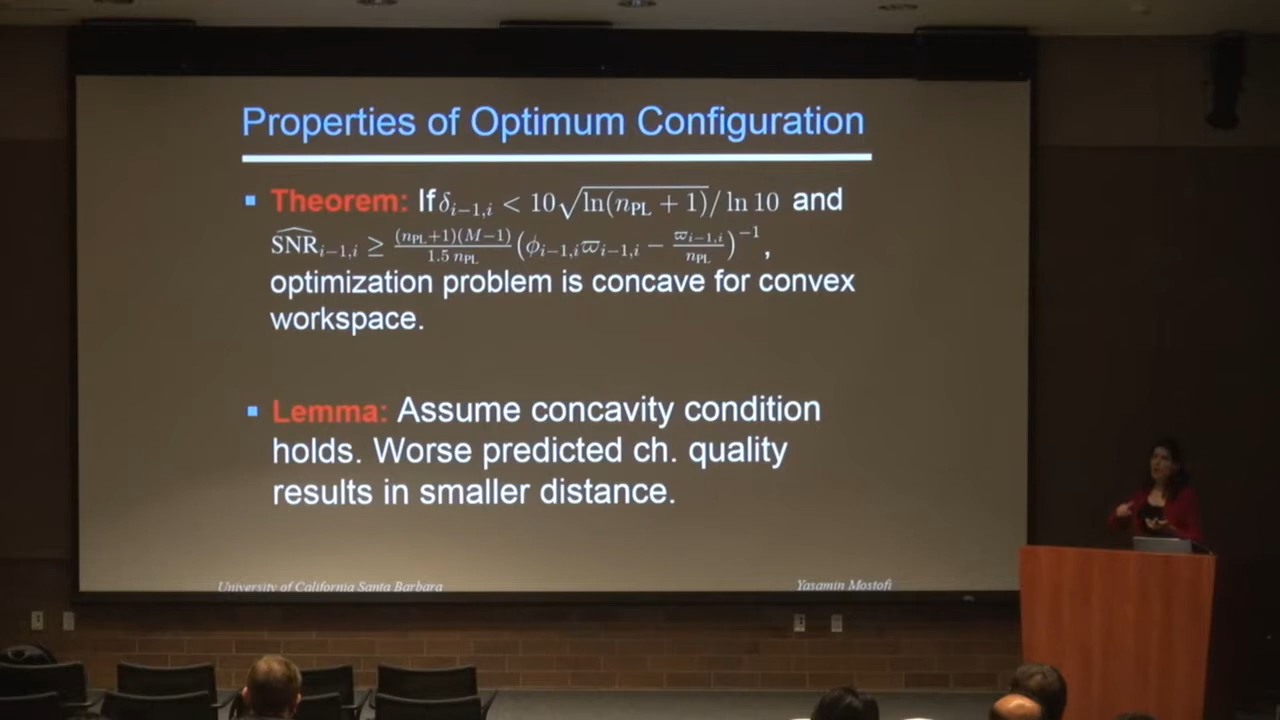 Properties of Optimum Configuration
▪ Theorem: If δ_{i−1,i} < 10√(ln(n_PL + 1)) / ln 10 and
\widehat{SNR}_{i−1,i} ≥ \frac{(n_PL+1)(M−1)}{1.5 n_PL} (ϕ_{i−1,i}ϖ_{i−1,i} − \frac{ϖ_{i−1,i}}{n_PL})^{−1},
optimization problem is concave for convex
workspace.
▪ Lemma: Assume concavity condition
holds. Worse predicted ch. quality
results in smaller distance.
University of California Santa Barbara
Yasamin Mostofi